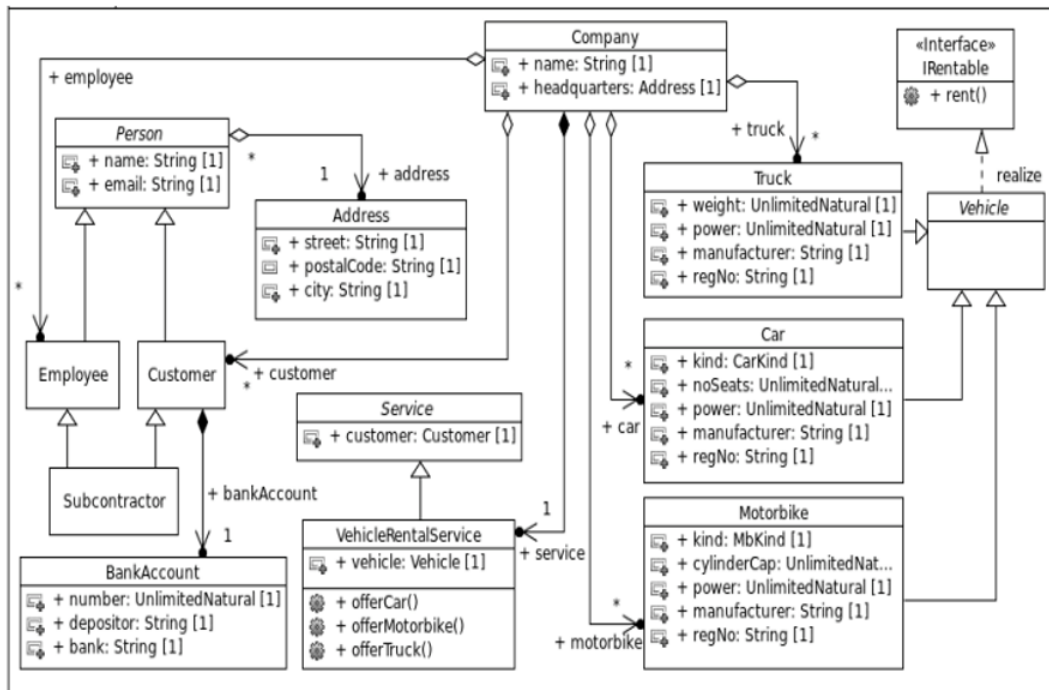 Company
+ name: String [1]
+ headquarters: Address [1]
«Interface»
IRentable
+ rent()
+ employee
Person
+ name: String [1]
+ email: String [1]
*
1
+ address
+ truck
*
realize
Address
+ street: String [1]
+ postalCode: String [1]
+ city: String [1]
Truck
+ weight: UnlimitedNatural [1]
+ power: UnlimitedNatural [1]
+ manufacturer: String [1]
+ regNo: String [1]
Vehicle
*
Employee
Customer
+ customer
*
Car
+ kind: CarKind [1]
+ noSeats: UnlimitedNatural...
+ power: UnlimitedNatural [1]
+ manufacturer: String [1]
+ regNo: String [1]
*
+ car
Service
+ customer: Customer [1]
Subcontractor
+ bankAccount
1
VehicleRentalService
+ vehicle: Vehicle [1]
+ offerCar()
+ offerMotorbike()
+ offerTruck()
1
+ service
Motorbike
+ kind: MbKind [1]
+ cylinderCap: UnlimitedNat...
+ power: UnlimitedNatural [1]
+ manufacturer: String [1]
+ regNo: String [1]
*
+ motorbike
BankAccount
+ number: UnlimitedNatural [1]
+ depositor: String [1]
+ bank: String [1]